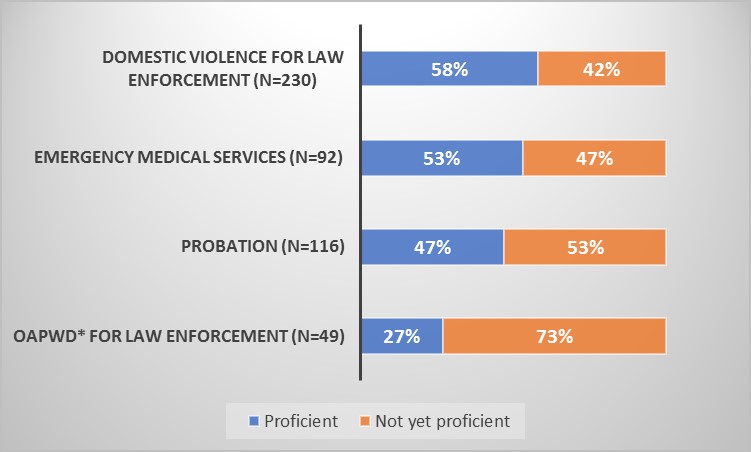 DOMESTIC VIOLENCE FOR LAW
ENFORCEMENT (N=230)
58%
42%
EMERGENCY MEDICAL SERVICES (N=92)
53%
47%
PROBATION (N=116)
47%
53%
OAPWD* FOR LAW ENFORCEMENT (N=49)
27%
73%
Proficient
Not yet proficient